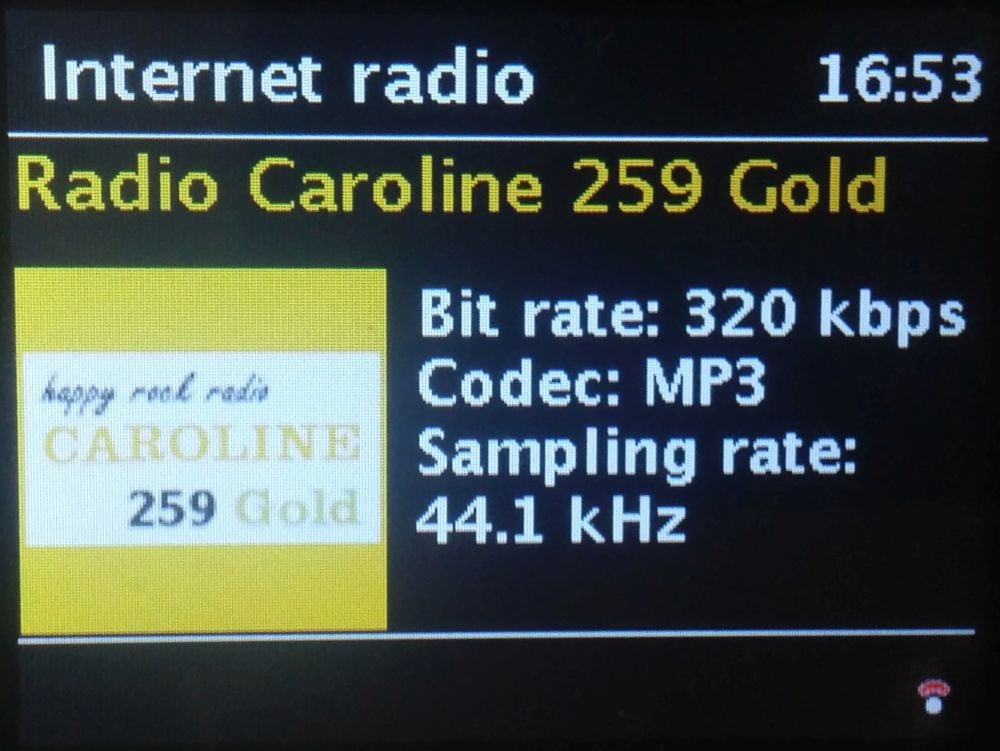 Internet radio 16:53
Radio Caroline 259 Gold
happy rock radio
CAROLINE
259 Gold
Bit rate: 320 kbps
Codec: MP3
Sampling rate:
44.1 kHz